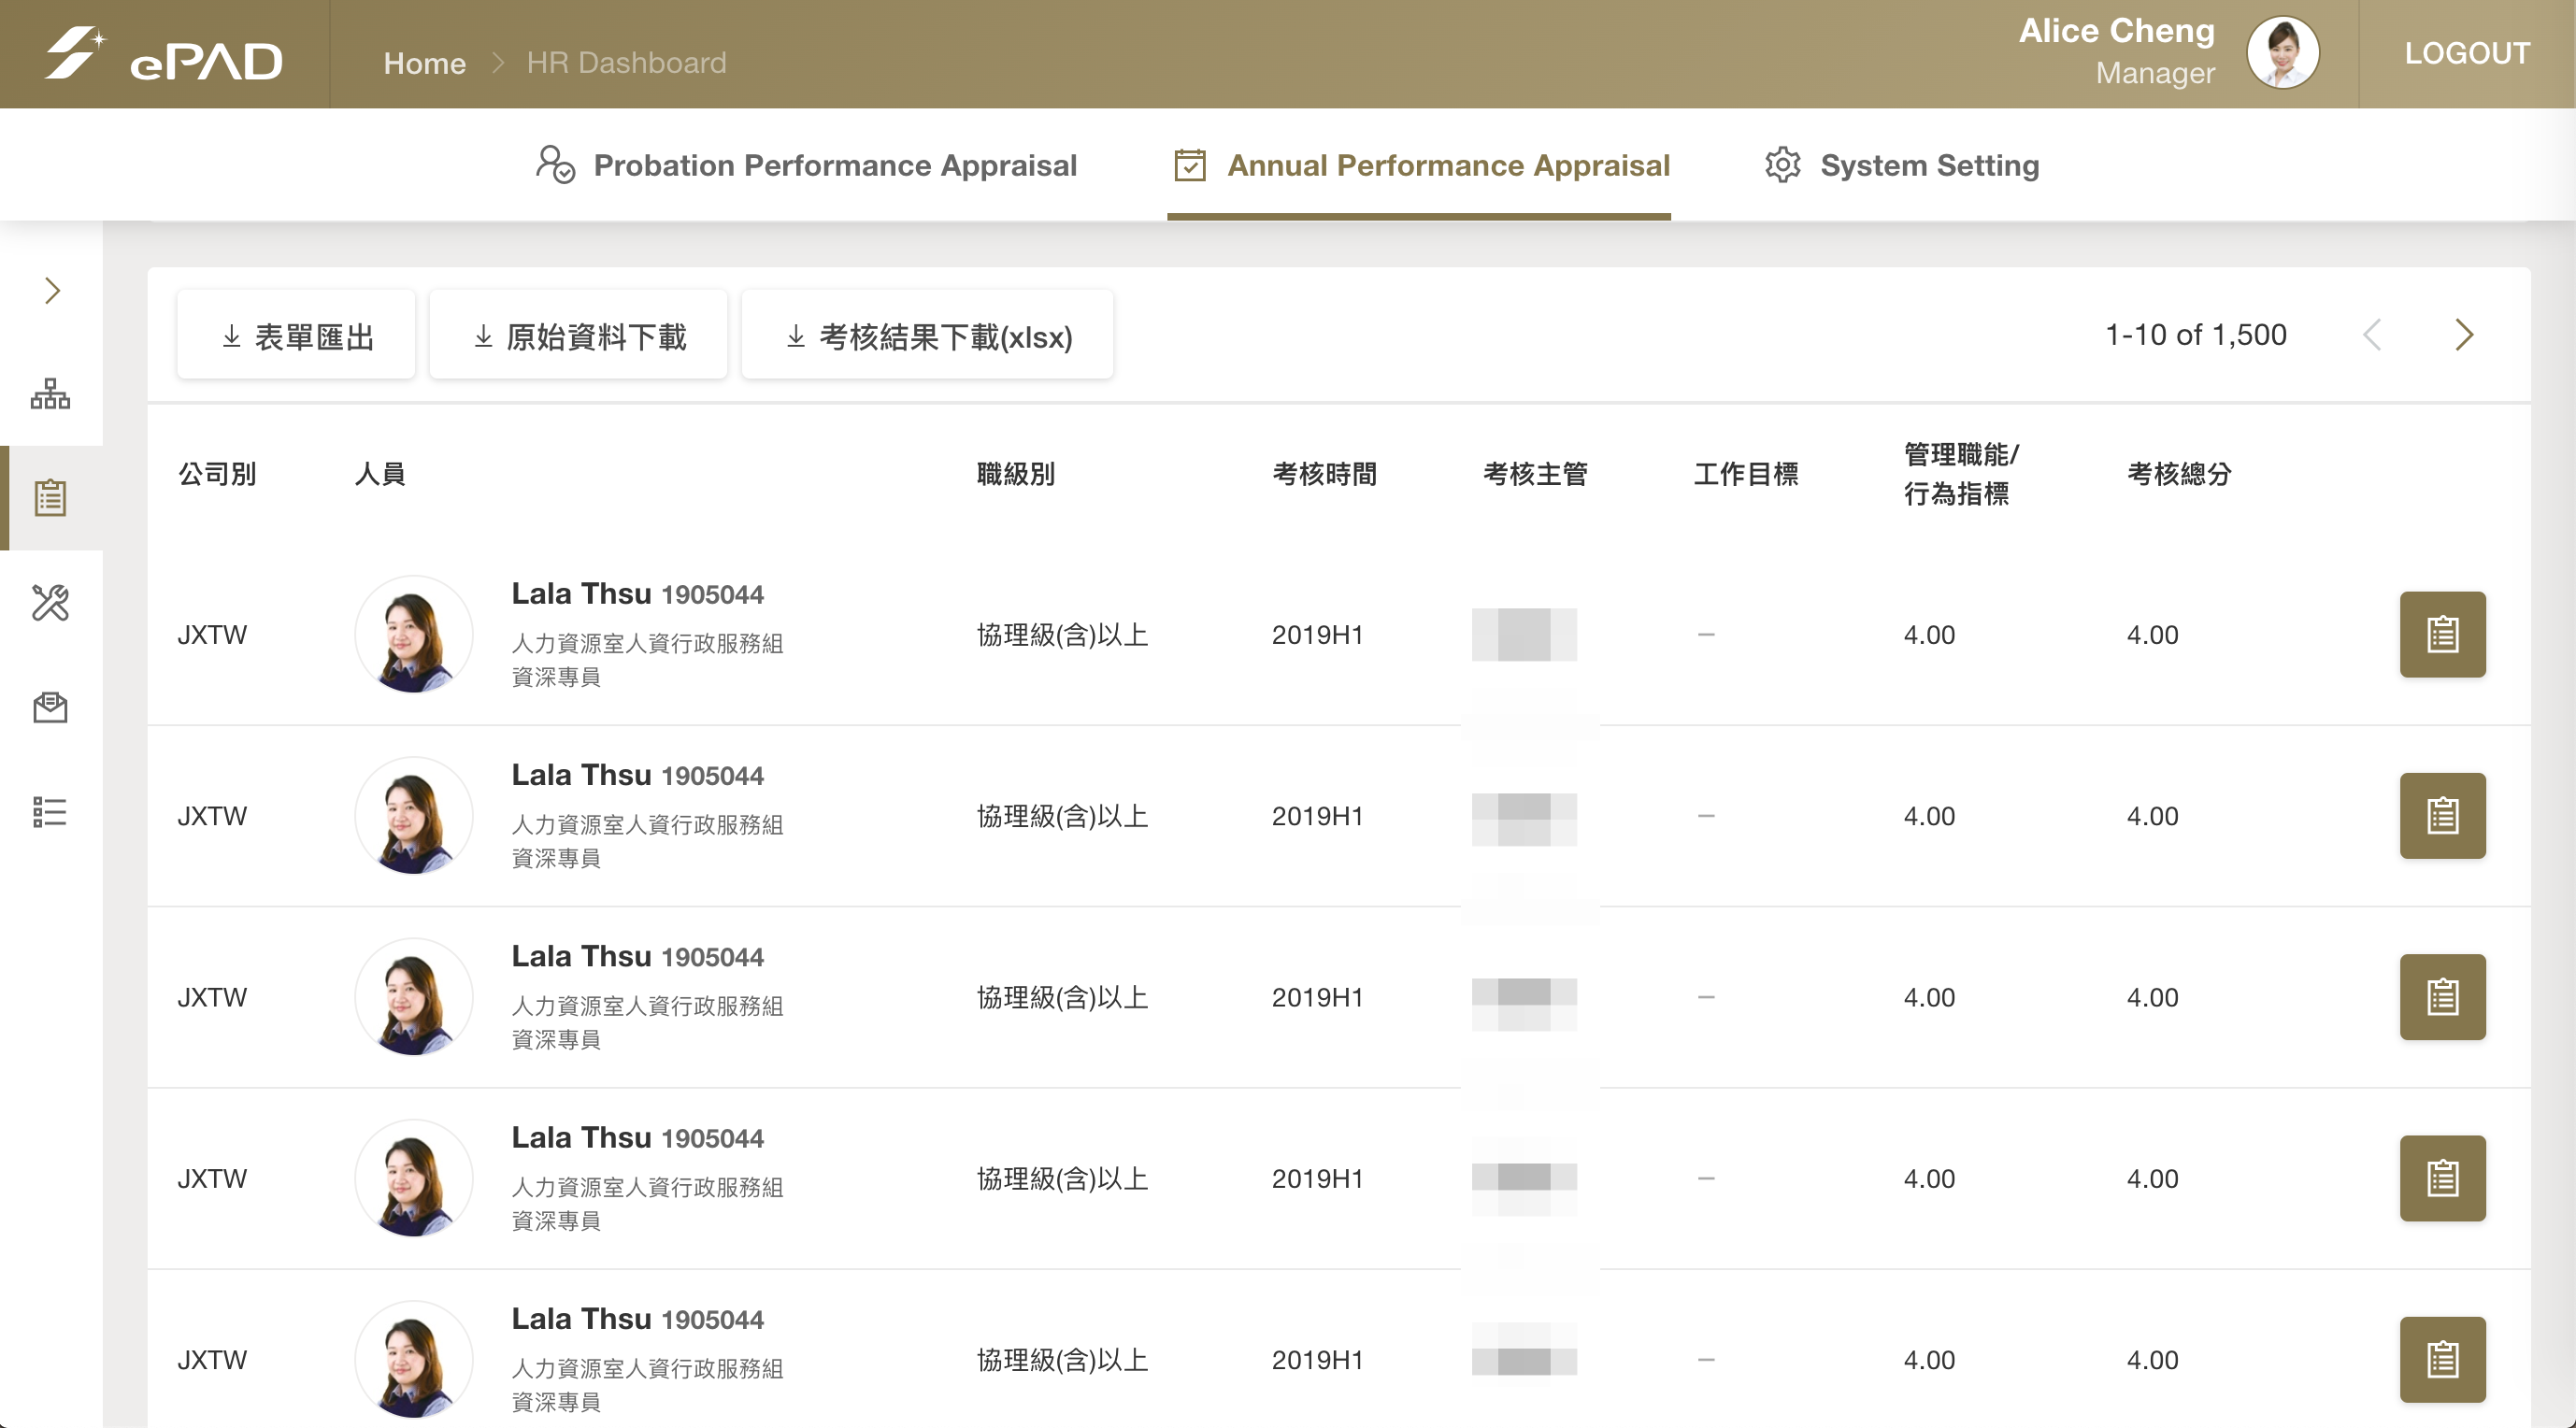 ePAD
Home > HR Dashboard
Alice Cheng
Manager
LOGOUT
Probation Performance Appraisal
Annual Performance Appraisal
System Setting
表單匯出
原始資料下載
考核結果下載(xlsx)
1-10 of 1,500
公司別 人員 職級別 考核時間 考核主管 工作目標 管理職能/
行為指標 考核總分
Lala Thsu 1905044
JXTW 人力資源室人資行政服務組 協理級(含)以上 2019H1 – 4.00 4.00
資深專員
Lala Thsu 1905044
JXTW 人力資源室人資行政服務組 協理級(含)以上 2019H1 – 4.00 4.00
資深專員
Lala Thsu 1905044
JXTW 人力資源室人資行政服務組 協理級(含)以上 2019H1 – 4.00 4.00
資深專員
Lala Thsu 1905044
JXTW 人力資源室人資行政服務組 協理級(含)以上 2019H1 – 4.00 4.00
資深專員
Lala Thsu 1905044
JXTW 人力資源室人資行政服務組 協理級(含)以上 2019H1 – 4.00 4.00
資深專員